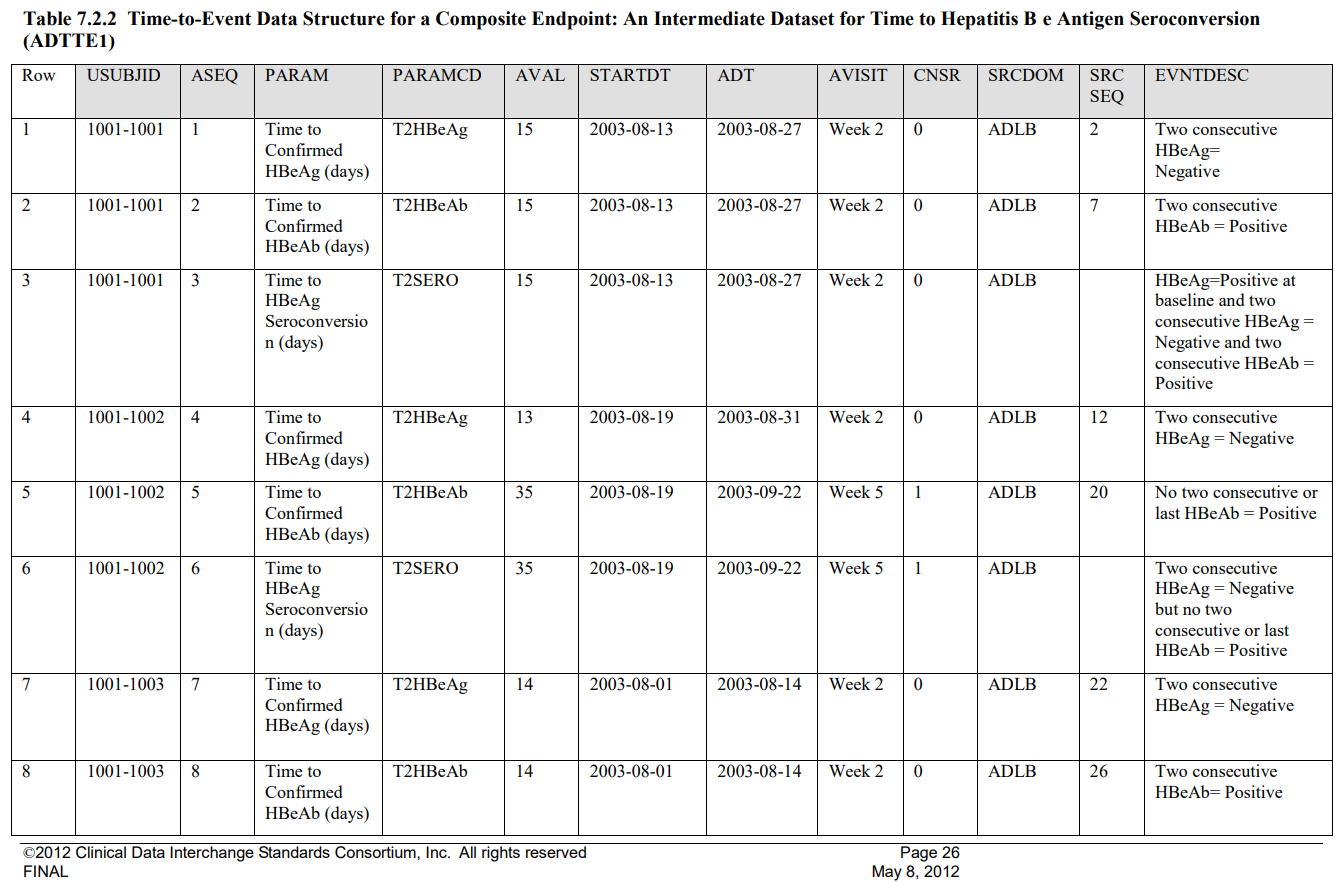 Table 7.2.2 Time-to-Event Data Structure for a Composite Endpoint: An Intermediate Dataset for Time to Hepatitis B e Antigen Seroconversion
(ADTTE1)
Row USUBJID ASEQ PARAM PARAMCD AVAL STARTDT ADT AVISIT CNSR SRCDOM SRC EVNTDESC
SEQ
1 1001-1001 1 Time to T2HBeAg 15 2003-08-13 2003-08-27 Week 2 0 ADLB 2 Two consecutive
Confirmed HBeAg=
HBeAg (days) Negative
2 1001-1001 2 Time to T2HBeAb 15 2003-08-13 2003-08-27 Week 2 0 ADLB 7 Two consecutive
Confirmed HBeAb = Positive
HBeAb (days)
3 1001-1001 3 Time to T2SERO 15 2003-08-13 2003-08-27 Week 2 0 ADLB HBeAg=Positive at
HBeAg baseline and two
Seroconversio consecutive HBeAg =
n (days) Negative and two
consecutive HBeAb =
Positive
4 1001-1002 4 Time to T2HBeAg 13 2003-08-19 2003-08-31 Week 2 0 ADLB 12 Two consecutive
Confirmed HBeAg = Negative
HBeAg (days)
5 1001-1002 5 Time to T2HBeAb 35 2003-08-19 2003-09-22 Week 5 1 ADLB 20 No two consecutive or
Confirmed last HBeAb = Positive
HBeAb (days)
6 1001-1002 6 Time to T2SERO 35 2003-08-19 2003-09-22 Week 5 1 ADLB Two consecutive
HBeAg HBeAg = Negative
Seroconversio but no two
n (days) consecutive or last
HBeAb = Positive
7 1001-1003 7 Time to T2HBeAg 14 2003-08-01 2003-08-14 Week 2 0 ADLB 22 Two consecutive
Confirmed HBeAg = Negative
HBeAg (days)
8 1001-1003 8 Time to T2HBeAb 14 2003-08-01 2003-08-14 Week 2 0 ADLB 26 Two consecutive
Confirmed HBeAb= Positive
HBeAb (days)
©2012 Clinical Data Interchange Standards Consortium, Inc. All rights reserved Page 26
FINAL May 8, 2012